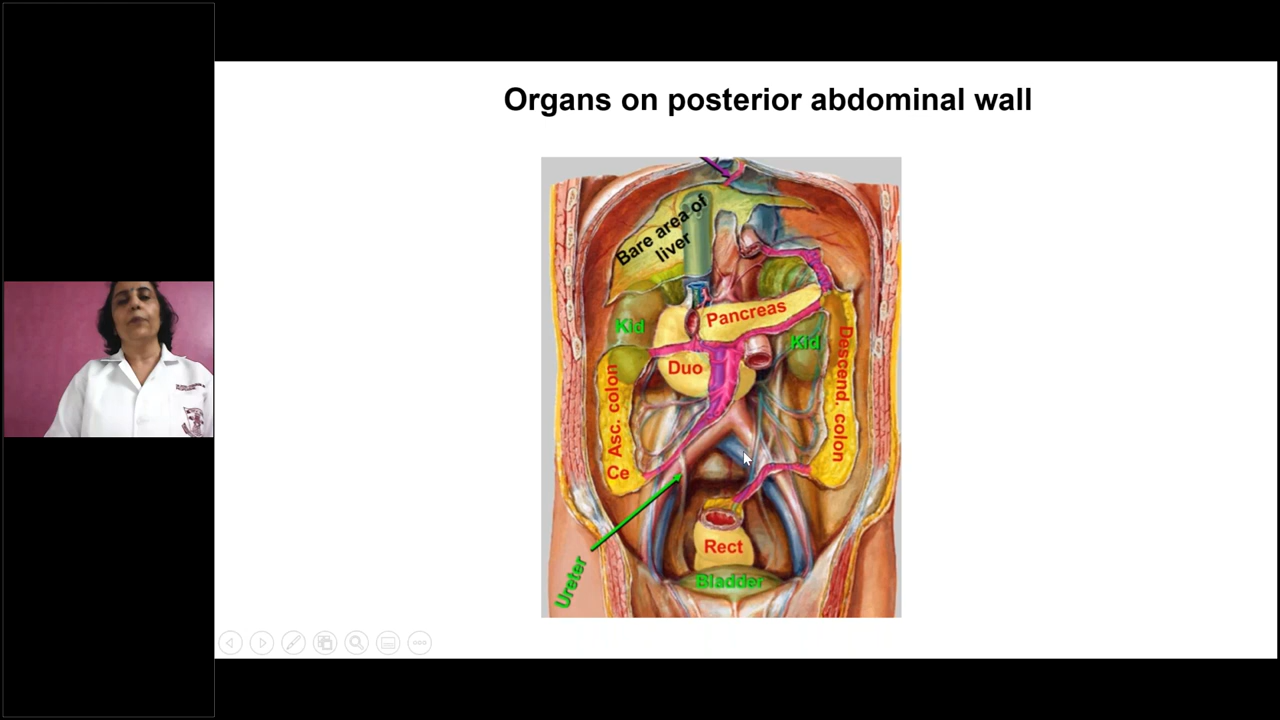 Organs on posterior abdominal wall
Bare area of
liver
Kid
Pancreas
Kid
Duo
Asc. colon
Descend. colon
Ce
Rect
Bladder
Ureter